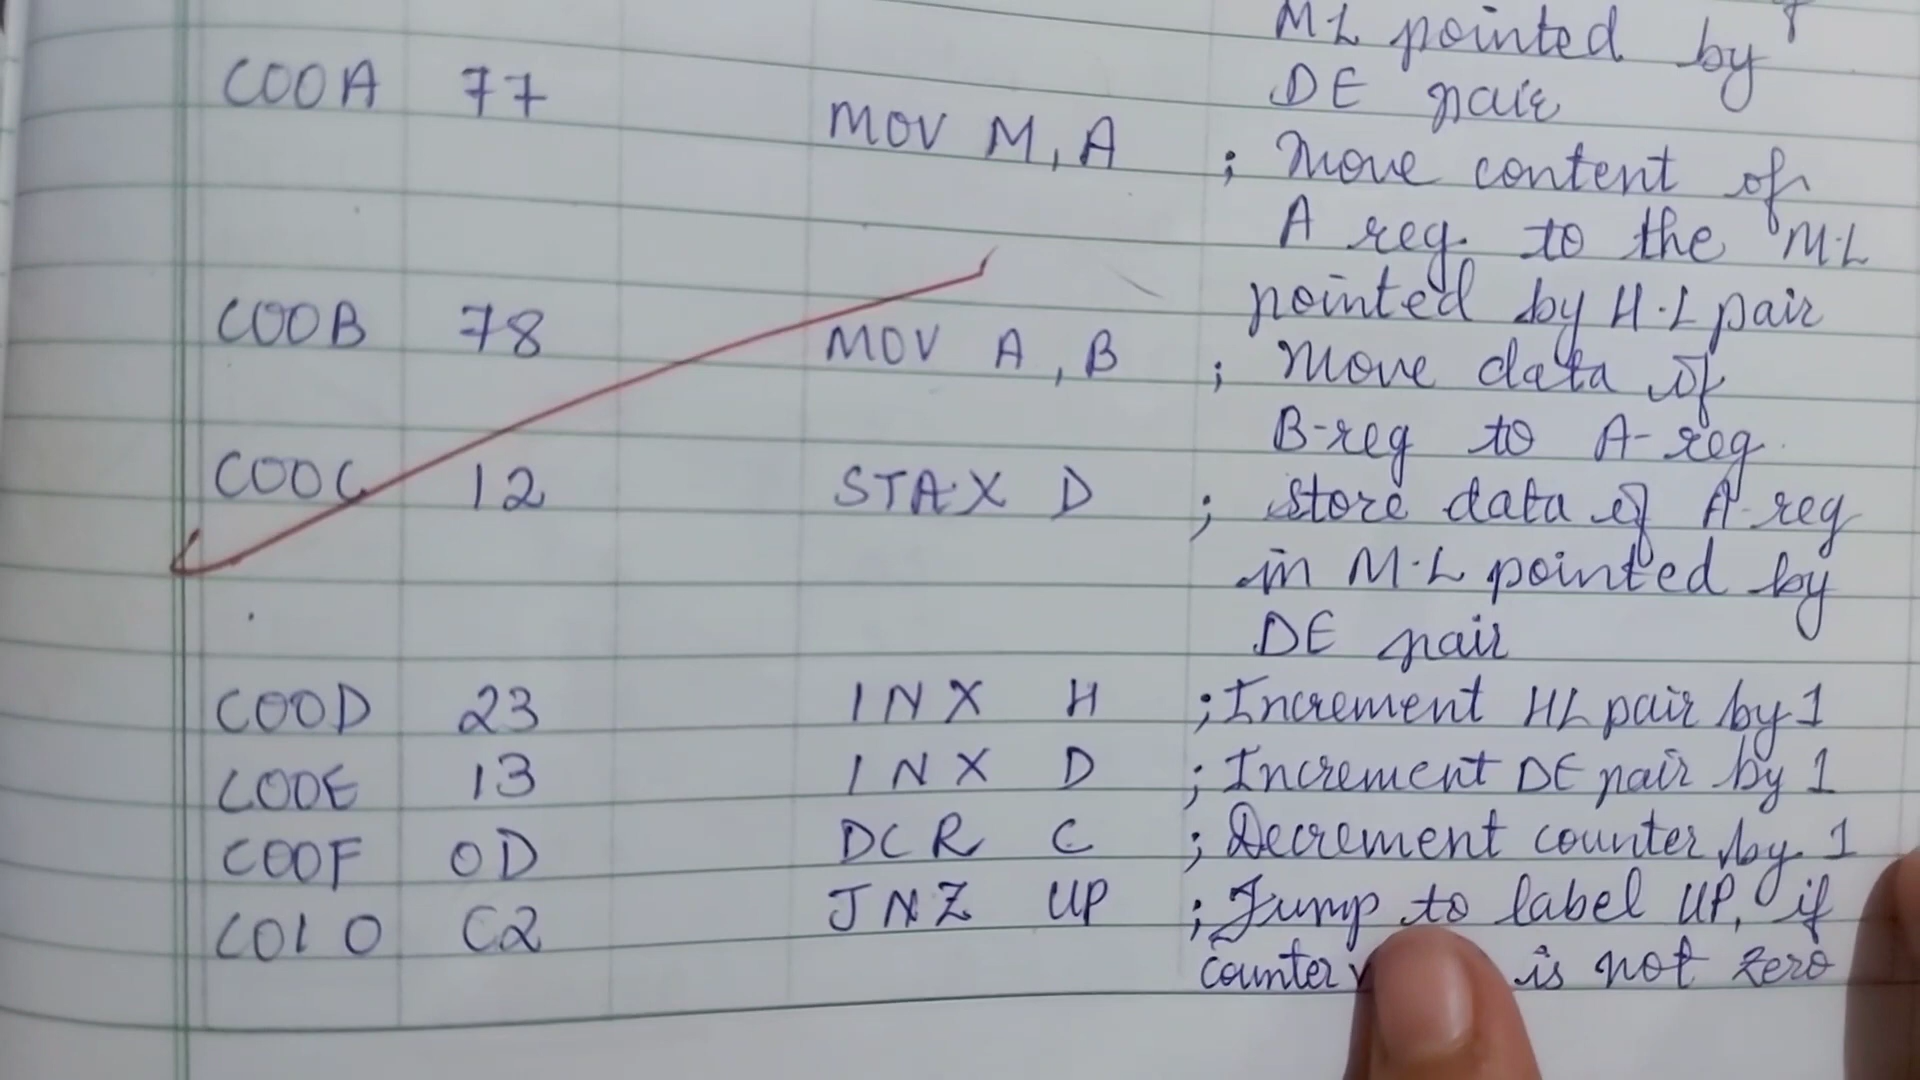 M L pointed by
DE pair
C00A 77 MOV M, A ; Move content of
A reg. to the M.L
pointed by H.L pair
C00B 78 MOV A, B ; Move data of
B-reg to A-reg.
C00C 12 STAX D ; store data of A-reg
in M.L pointed by
DE pair
C00D 23 INX H ; Increment HL pair by 1
C00E 13 INX D ; Increment DE pair by 1
C00F 0D DCR C ; Decrement counter by 1
C010 C2 JNZ UP ; Jump to label UP, if
counter is not zero